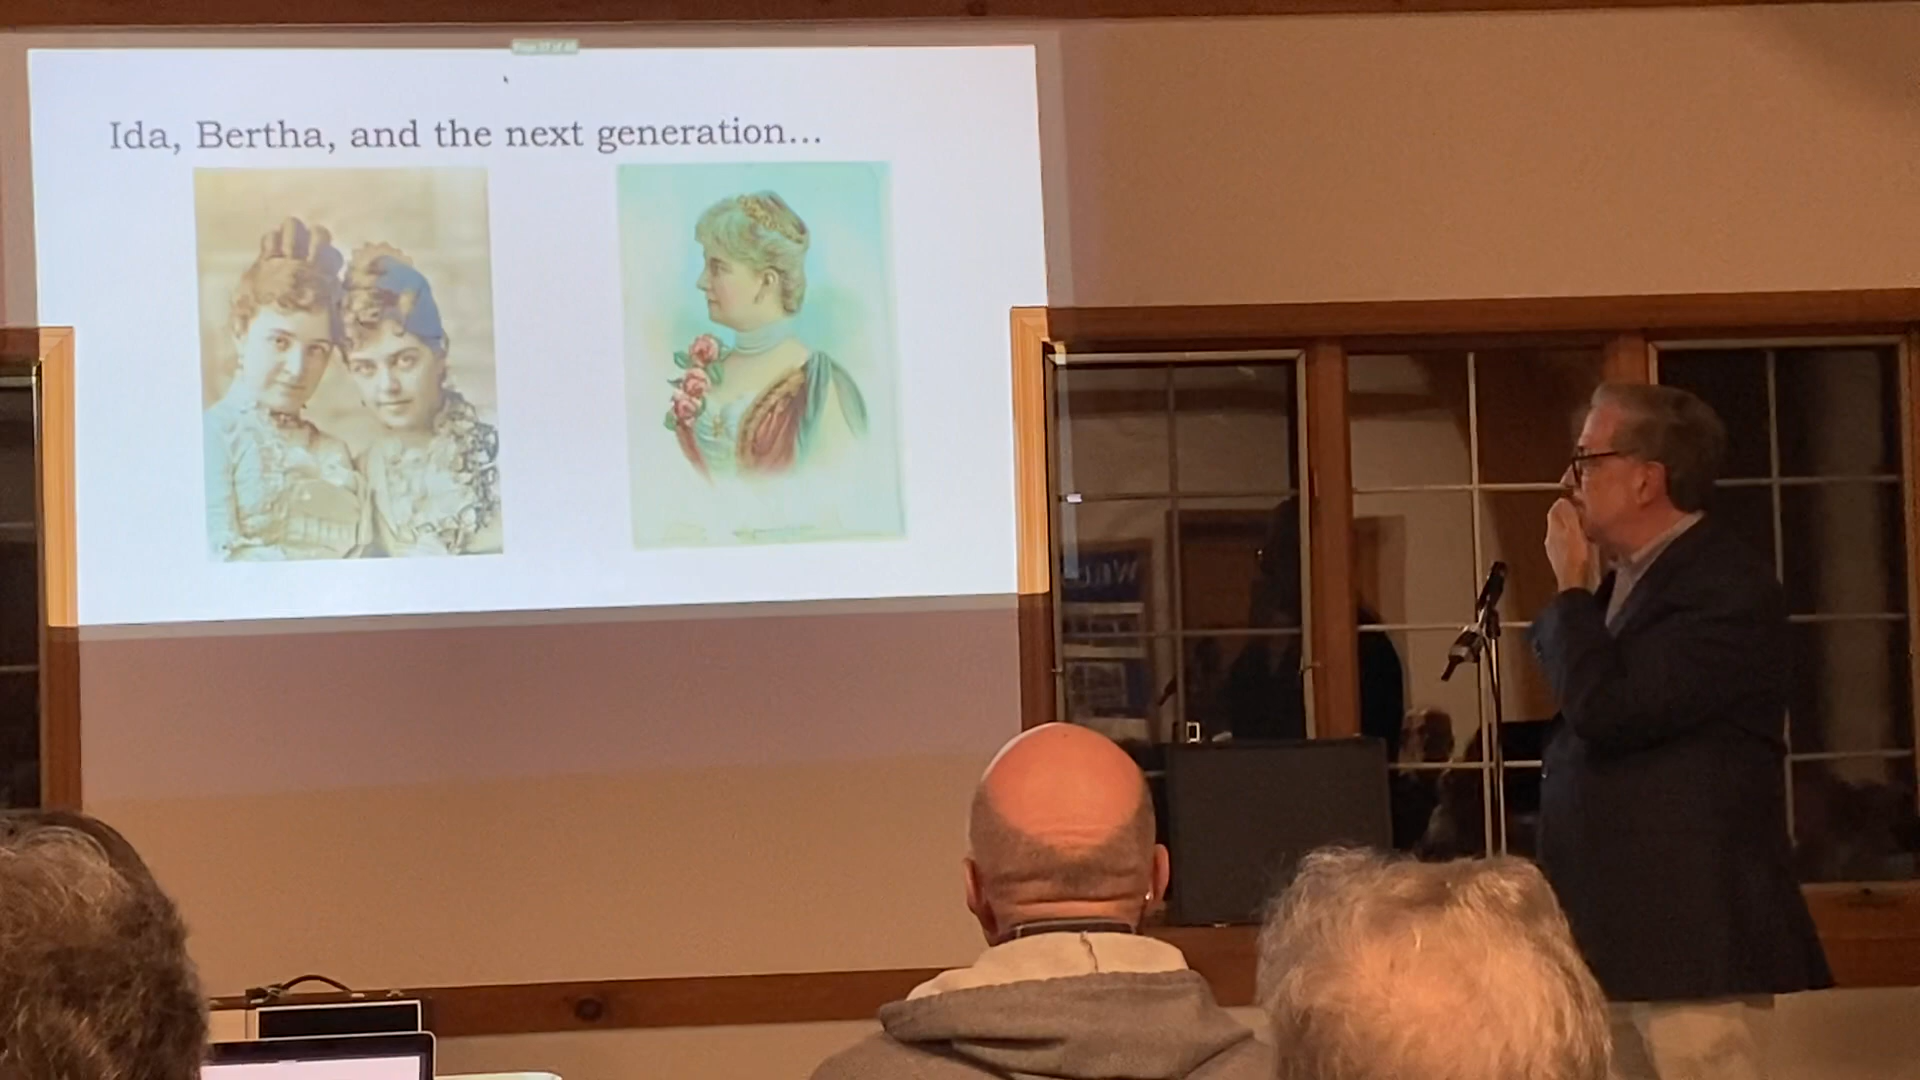 Ida, Bertha, and the next generation...